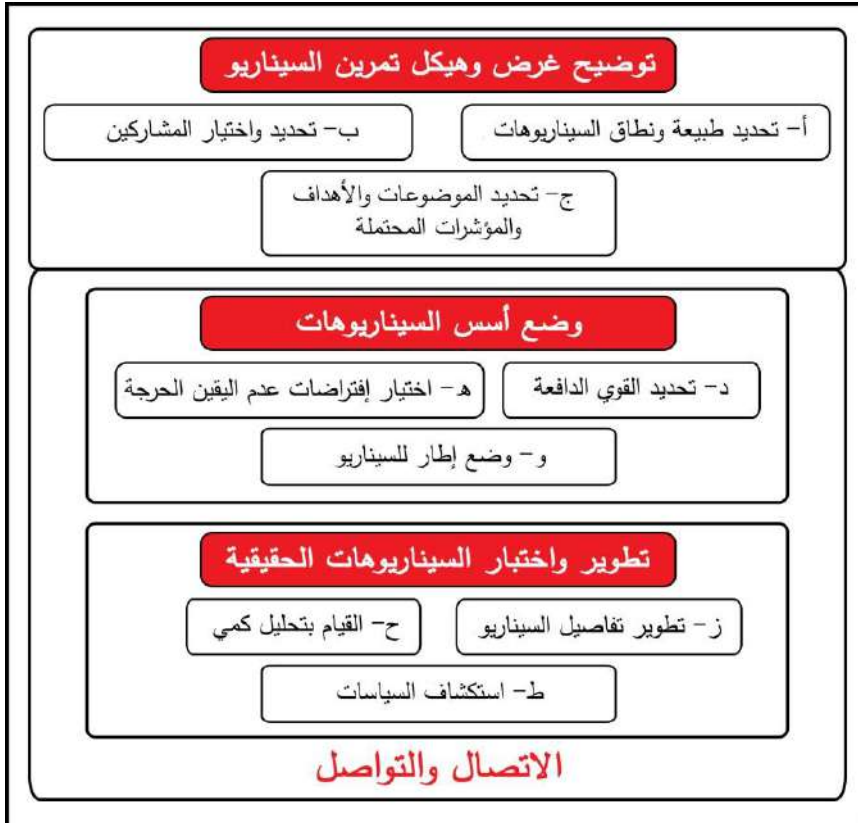 توضيح غرض وهيكل تمرين السيناريو
أ- تحديد طبيعة ونطاق السيناريوهات
ب- تحديد واختيار المشاركين
ج- تحديد الموضوعات والأهداف
والمؤشرات المحتملة
وضع أسس السيناريوهات
د- تحديد القوي الدافعة
ه- اختيار إفتراضات عدم اليقين الحرجة
و- وضع إطار للسيناريو
تطوير واختبار السيناريوهات الحقيقية
ز- تطوير تفاصيل السيناريو
ح- القيام بتحليل كمي
ط- استكشاف السياسات
الاتصال والتواصل